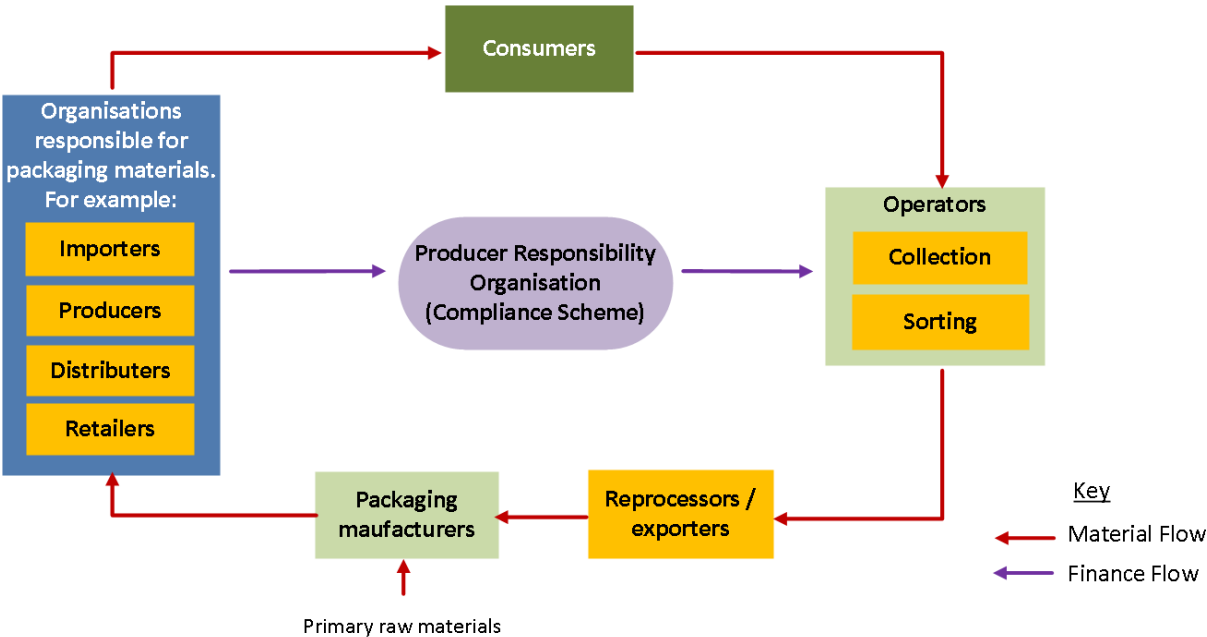 Consumers
Organisations
responsible for
packaging materials.
For example:
Importers
Producers
Distributers
Retailers
Producer Responsibility
Organisation
(Compliance Scheme)
Operators
Collection
Sorting
Packaging
maufacturers
Reprocessors /
exporters
Primary raw materials
Key
Material Flow
Finance Flow